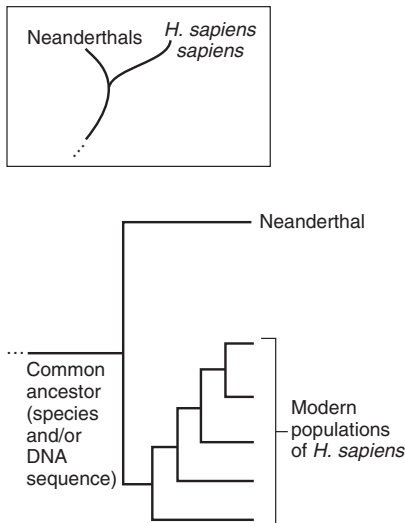 Neanderthals
H. sapiens
sapiens
Neanderthal
Common
ancestor
(species
and/or
DNA
sequence)
Modern
populations
of H. sapiens